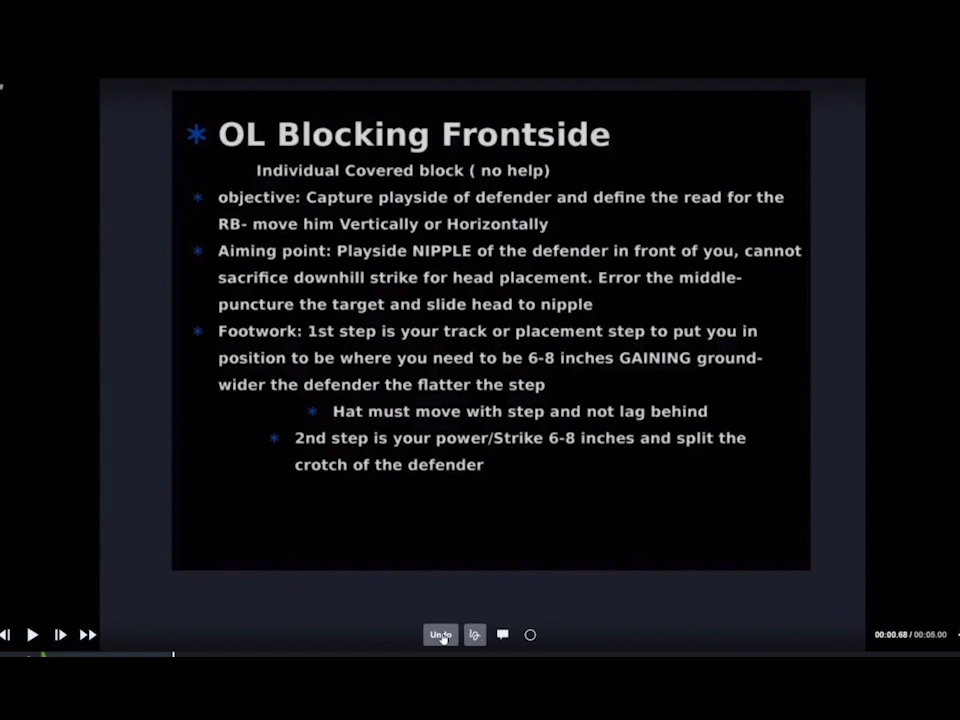 OL Blocking Frontside
Individual Covered block ( no help)
objective: Capture playside of defender and define the read for the
RB- move him Vertically or Horizontally
Aiming point: Playside NIPPLE of the defender in front of you, cannot
sacrifice downhill strike for head placement. Error the middle-
puncture the target and slide head to nipple
Footwork: 1st step is your track or placement step to put you in
position to be where you need to be 6-8 inches GAINING ground-
wider the defender the flatter the step
Hat must move with step and not lag behind
2nd step is your power/Strike 6-8 inches and split the
crotch of the defender
Undo
00:00.68 / 00:05.00